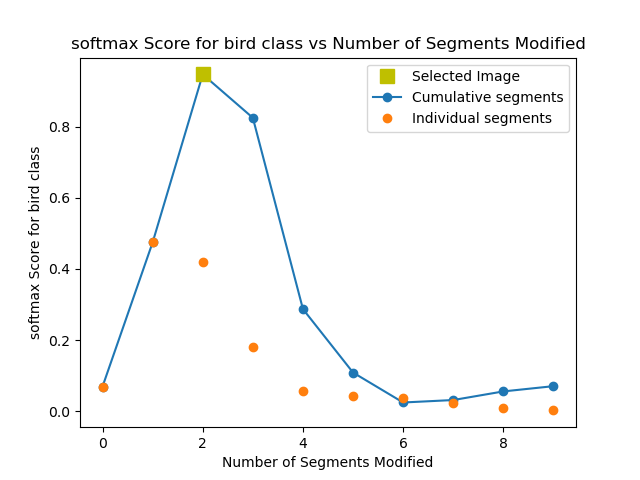 softmax Score for bird class vs Number of Segments Modified
Selected Image
Cumulative segments
Individual segments
softmax Score for bird class
0.8
0.6
0.4
0.2
0.0
0
2
4
6
8
Number of Segments Modified